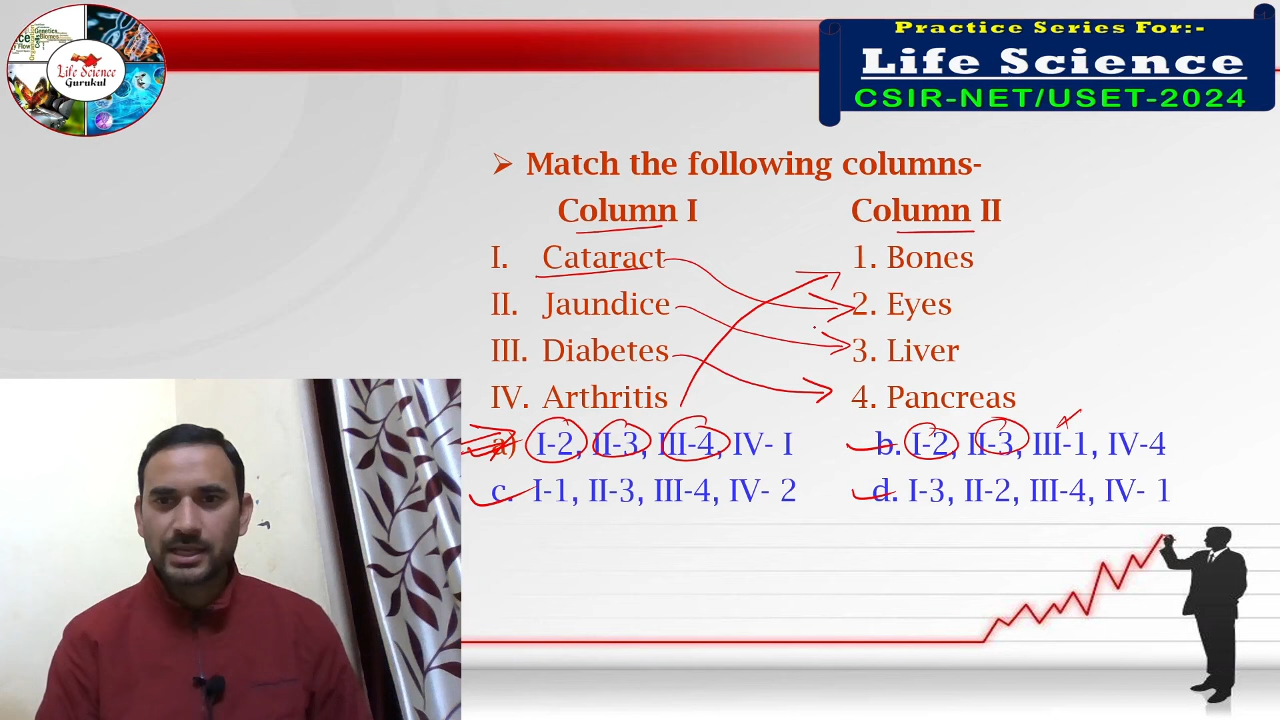 Life Science
Gurukul
Practice Series For:-
Life Science
CSIR-NET/USET-2024
➢ Match the following columns-
Column I Column II
I. Cataract 1. Bones
II. Jaundice 2. Eyes
III. Diabetes 3. Liver
IV. Arthritis 4. Pancreas
a) I-2, II-3, III-4, IV- I b. I-2, II-3, III-1, IV-4
c. I-1, II-3, III-4, IV- 2 d. I-3, II-2, III-4, IV- 1